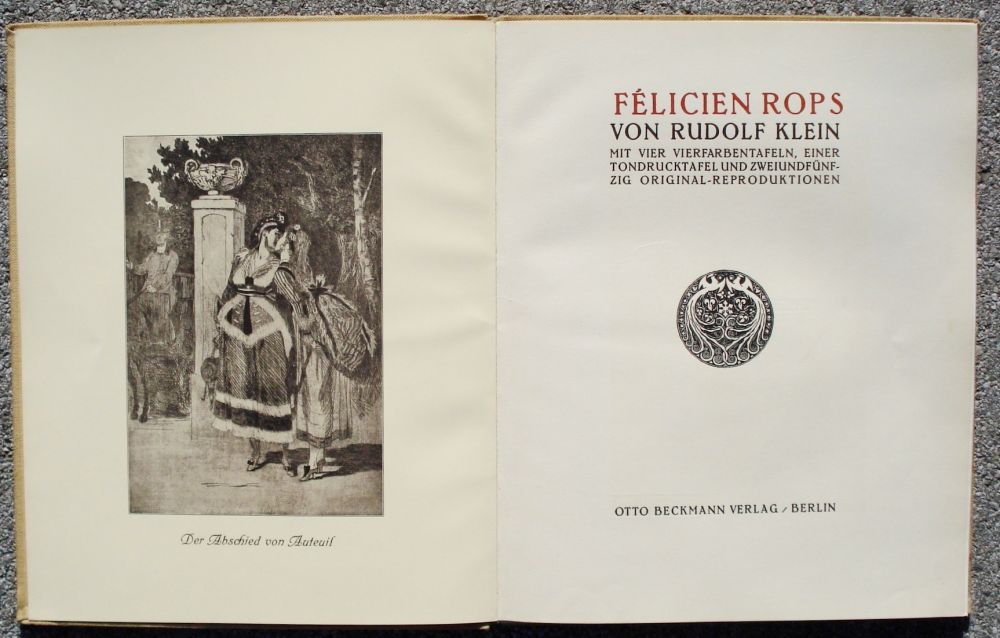 Der Abschied von Auteuil
FÉLICIEN ROPS
VON RUDOLF KLEIN
MIT VIER VIERFARBENTAFELN, EINER
TONDRUCKTAFEL UND ZWEIUNDFÜNF-
ZIG ORIGINAL-REPRODUKTIONEN
OTTO BECKMANN VERLAG / BERLIN